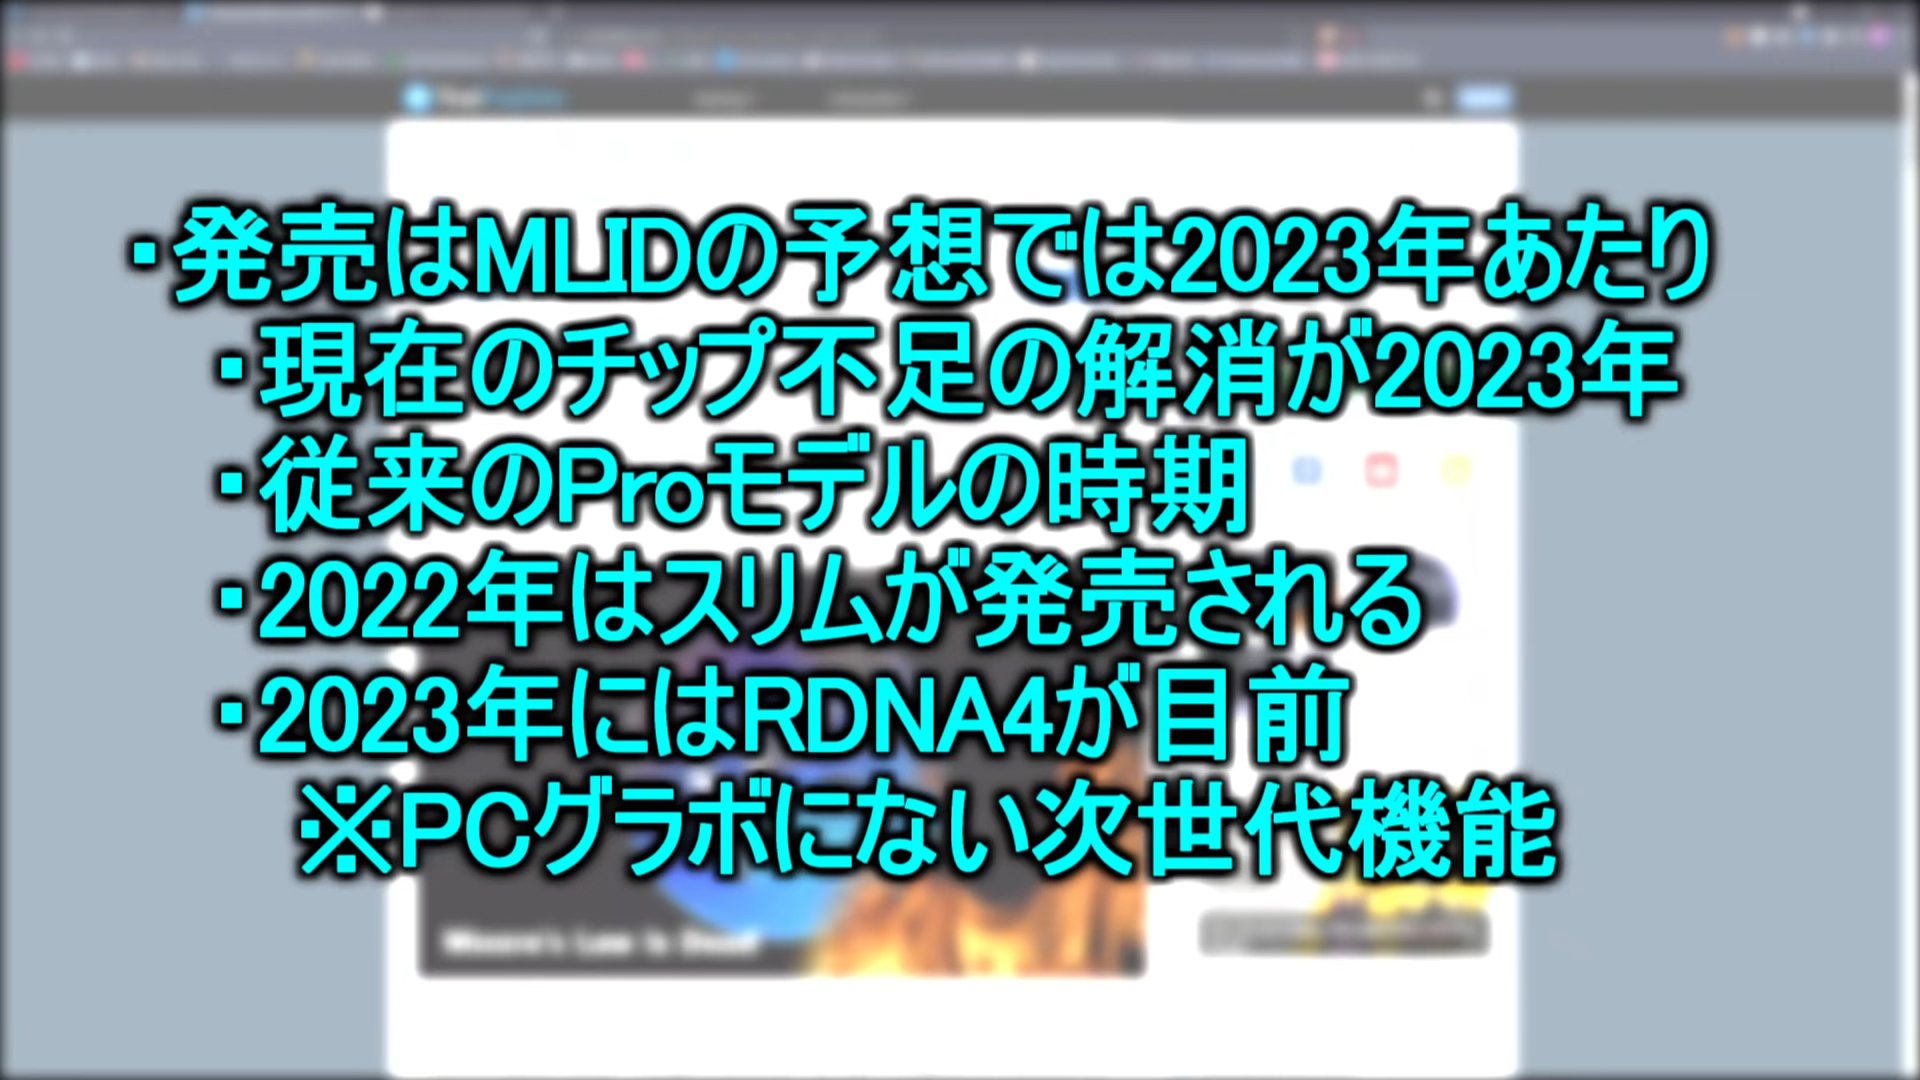 ・発売はMLIDの予想では2023年あたり
・現在のチップ不足の解消が2023年
・従来のProモデルの時期
・2022年はスリムが発売される
・2023年にはRDNA4が目前
※PCグラボにない次世代機能
Moore's Law Is Dead